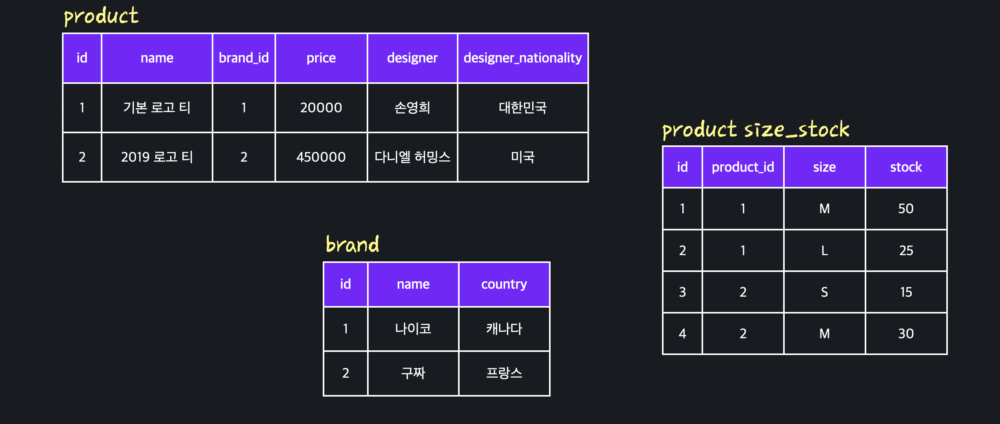 product
id name brand_id price designer designer_nationality
1 기본 로고 티 1 20000 손영희 대한민국
2 2019 로고 티 2 450000 다니엘 허밍스 미국
product size_stock
id product_id size stock
1 1 M 50
2 1 L 25
3 2 S 15
4 2 M 30
brand
id name country
1 나이코 캐나다
2 구짜 프랑스